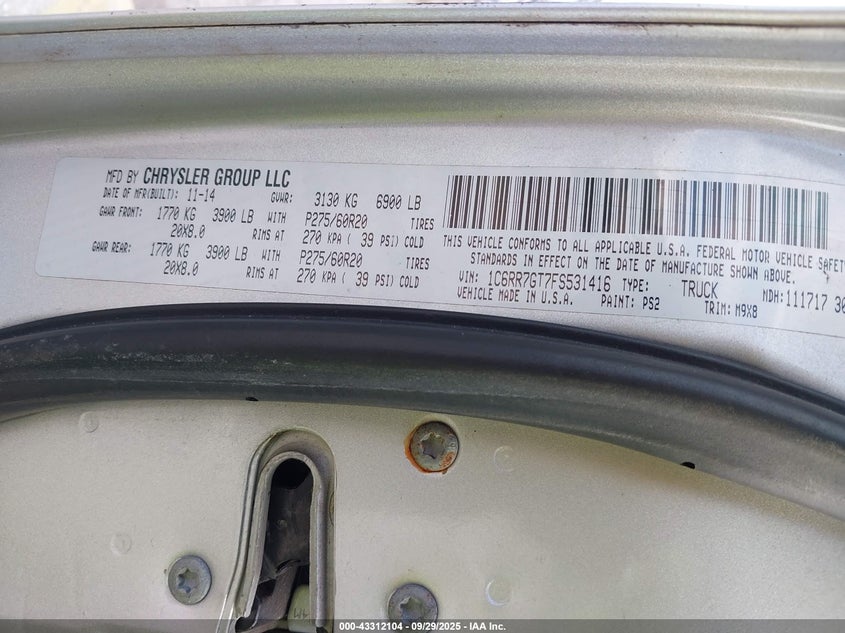 MFD BY CHRYSLER GROUP LLC
DATE OF MFR(BUILT): 11-14 GVWR: 3130 KG 6900 LB
GAWR FRONT: 1770 KG 3900 LB WITH P275/60R20 TIRES
20X8.0 RIMS AT 270 KPA ( 39 PSI) COLD
GAWR REAR: 1770 KG 3900 LB WITH P275/60R20 TIRES
20X8.0 RIMS AT 270 KPA ( 39 PSI) COLD
THIS VEHICLE CONFORMS TO ALL APPLICABLE U.S.A. FEDERAL MOTOR VEHICLE SAFETY
STANDARDS IN EFFECT ON THE DATE OF MANUFACTURE SHOWN ABOVE.
VIN: 1C6RR7GT7FS531416 TYPE: TRUCK NDH:111717 30
VEHICLE MADE IN U.S.A. PAINT: PS2 TRIM: M9X8
000-43312104 - 09/29/2025 - IAA Inc.